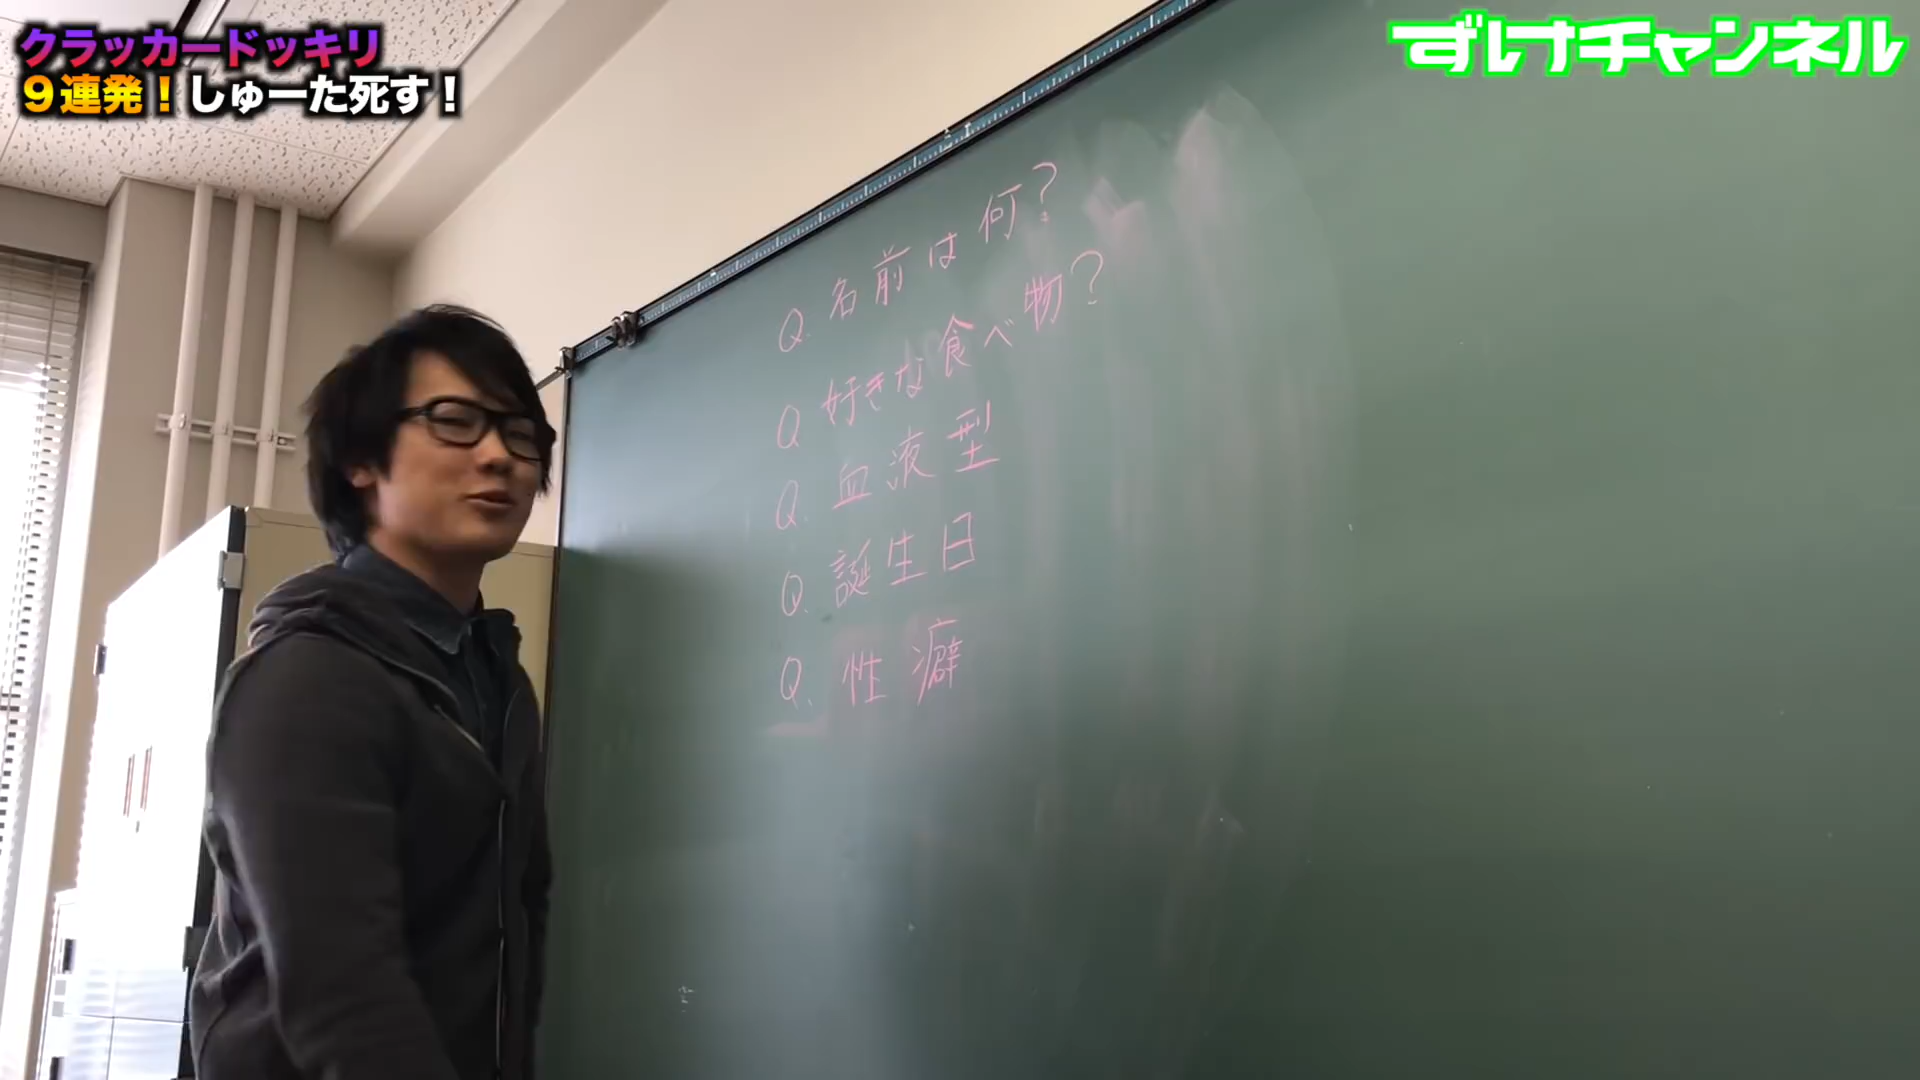 クラッカードッキリ
９連発！しゅーた死す！
ずけチャンネル
Q. 名前は何?
Q 好きな食べ物?
Q. 血液型
Q. 誕生日
Q. 性癖